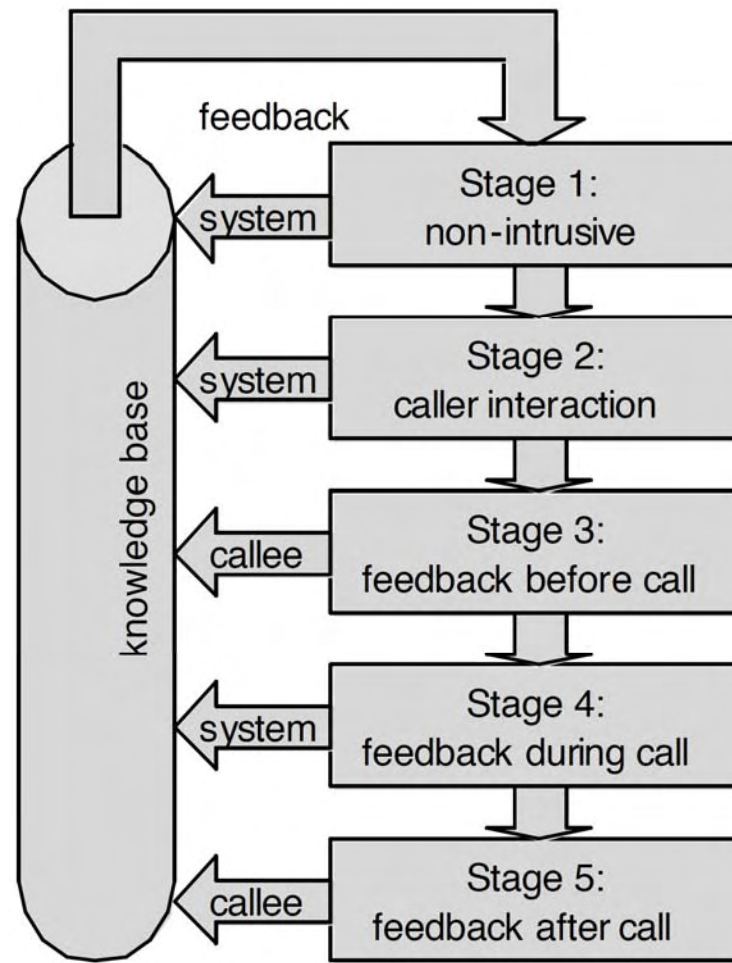 feedback
system
Stage 1:
non-intrusive
system
Stage 2:
caller interaction
knowledge base
callee
Stage 3:
feedback before call
system
Stage 4:
feedback during call
callee
Stage 5:
feedback after call